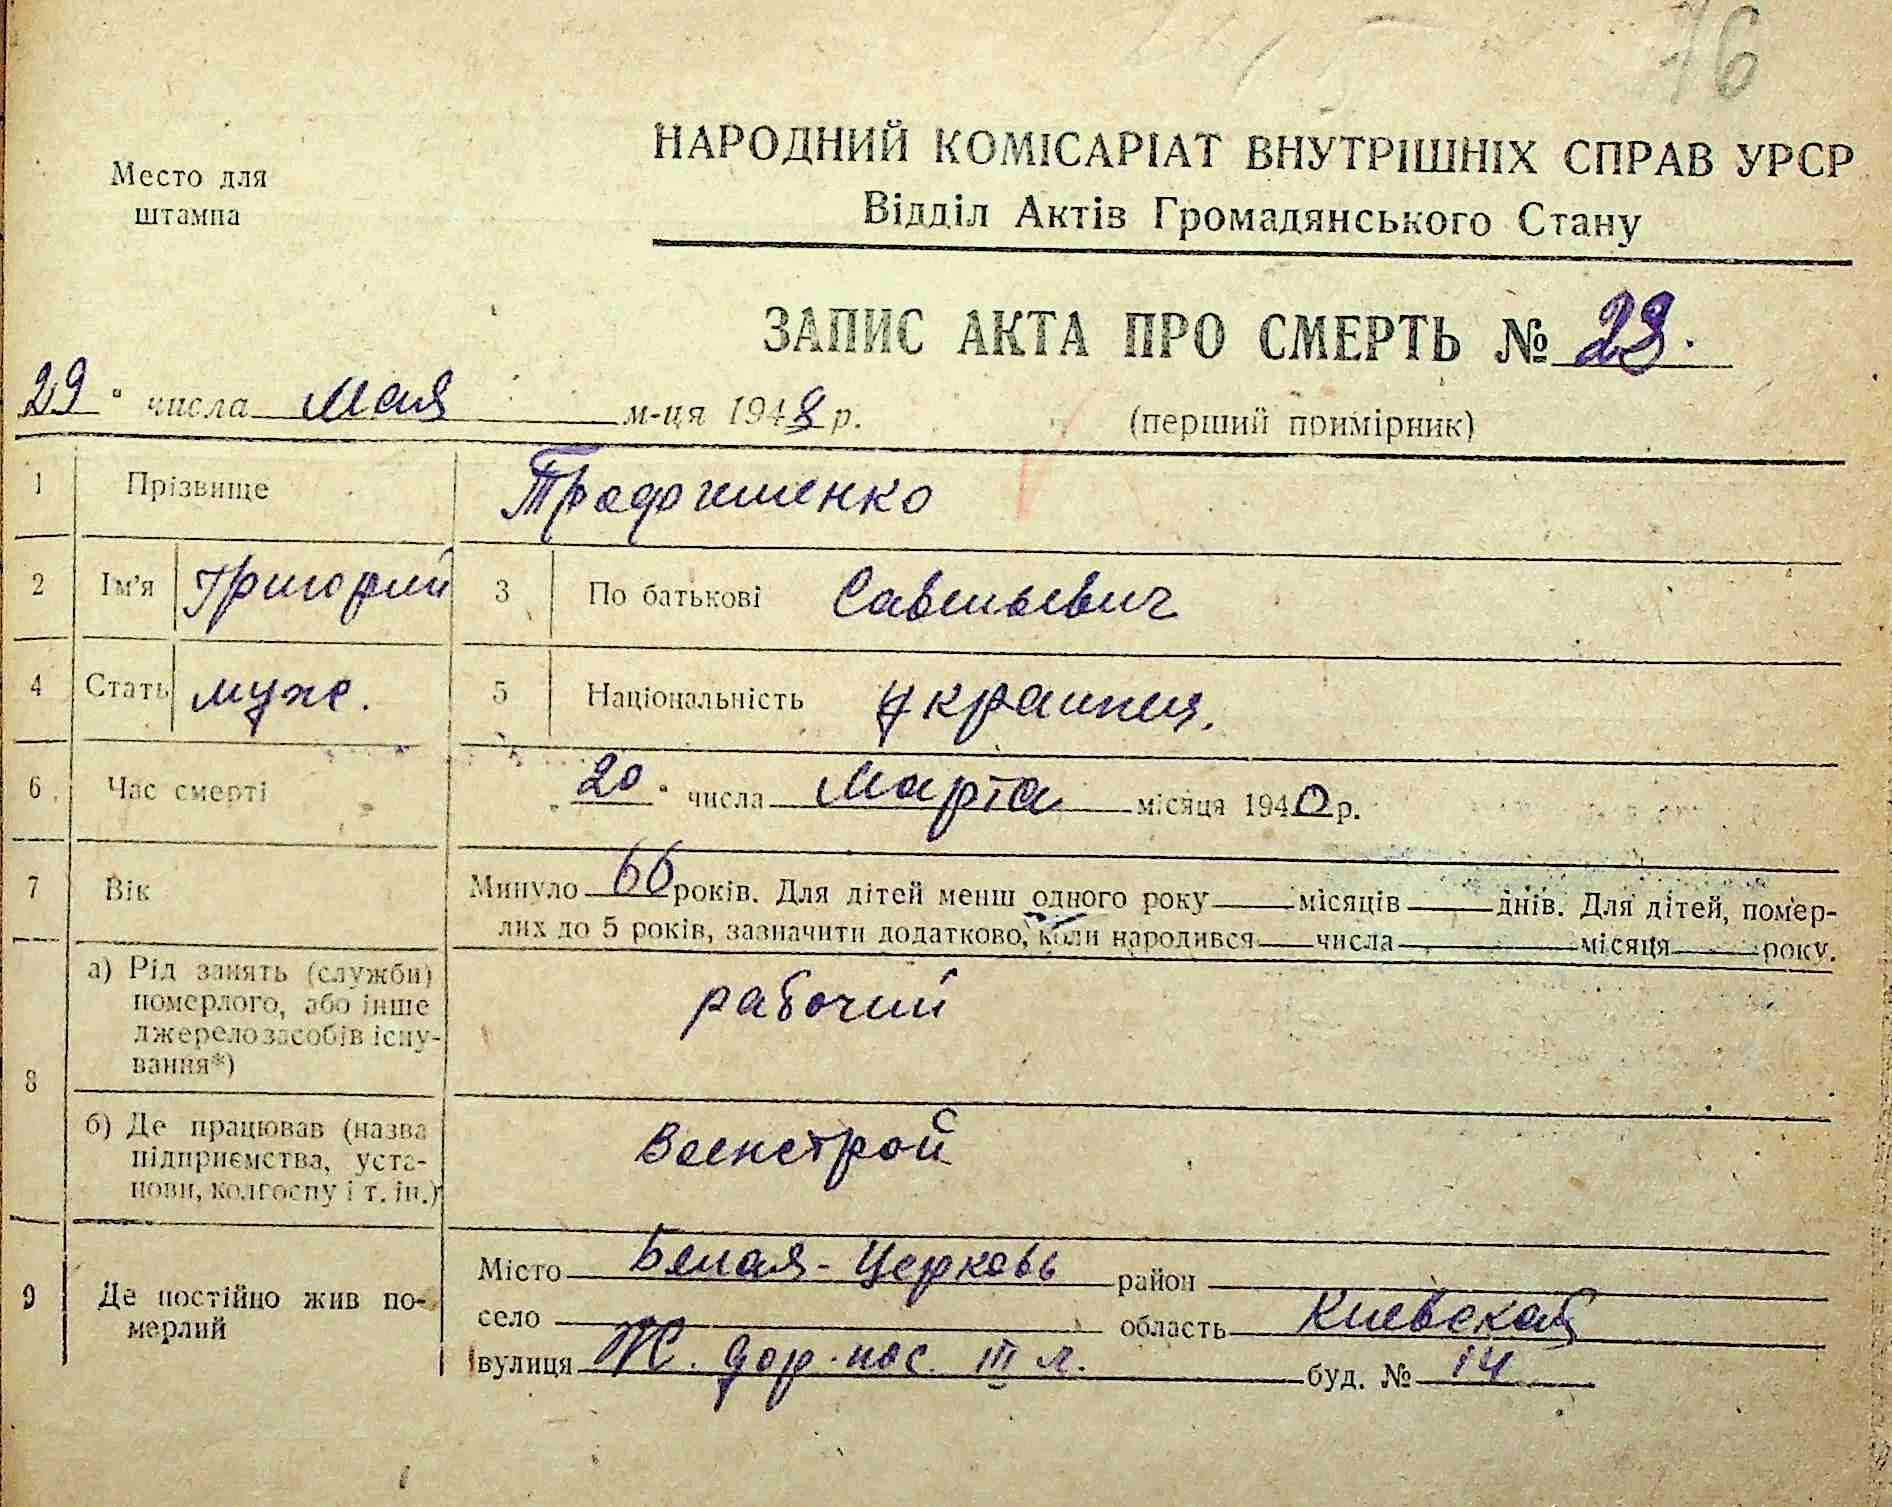 16
Место для
штампа
НАРОДНИЙ КОМІСАРІАТ ВНУТРІШНІХ СПРАВ УРСР
Відділ Актів Громадянського Стану
ЗАПИС АКТА ПРО СМЕРТЬ №
29 числа мая м-ця 1948 р. (перший примірник)
1 Прізвище Трофименко
2 Ім'я Григорий 3 По батькові Савельевич
4 Стать муж. 5 Національність украинец.
6 Час смерті 20 числа Марта місяця 1940 р.
7 Вік Минуло 66 років. Для дітей менш одного року місяців днів. Для дітей, помер-
лих до 5 років, зазначити додатково, коли народився числа місяця року.
8 а) Рід занять (служби)
померлого, або інше
джерело засобів існу-
вання*) рабочий
б) Де працював (назва
підприємства, уста-
нови, колгоспу і т. ін.) Военстрой
9 Де постійно жив по-
мерлий
Місто Белая-Церковь район
село область Киевская
вулиця Ж. дор. пос. III л. буд. № 14